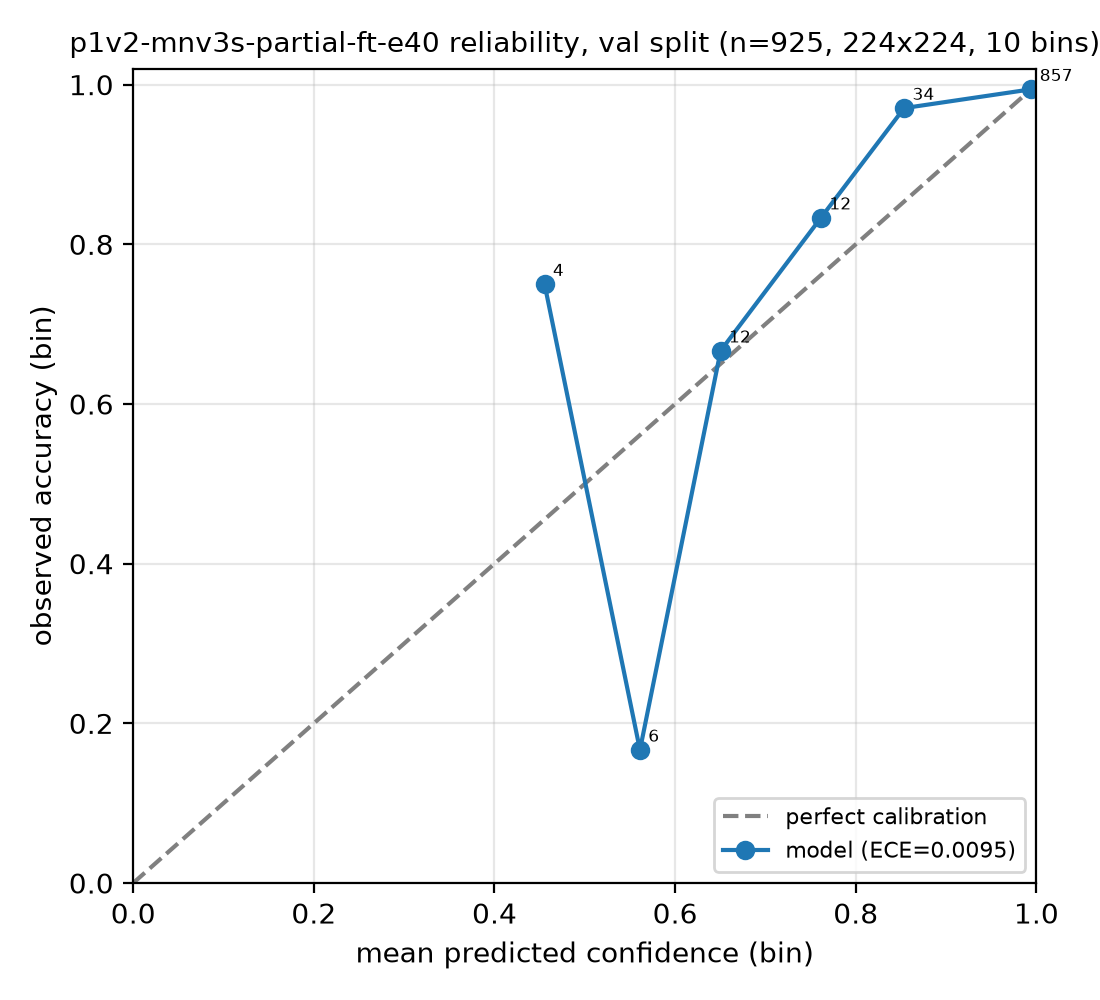 p1v2-mnv3s-partial-ft-e40 reliability, val split (n=925, 224x224, 10 bins)
857
1.0
34
12
0.8
4
12
0.6
observed accuracy (bin)
0.4
6
0.2
perfect calibration
model (ECE=0.0095)
0.0
0.0 0.2 0.4 0.6 0.8 1.0
mean predicted confidence (bin)